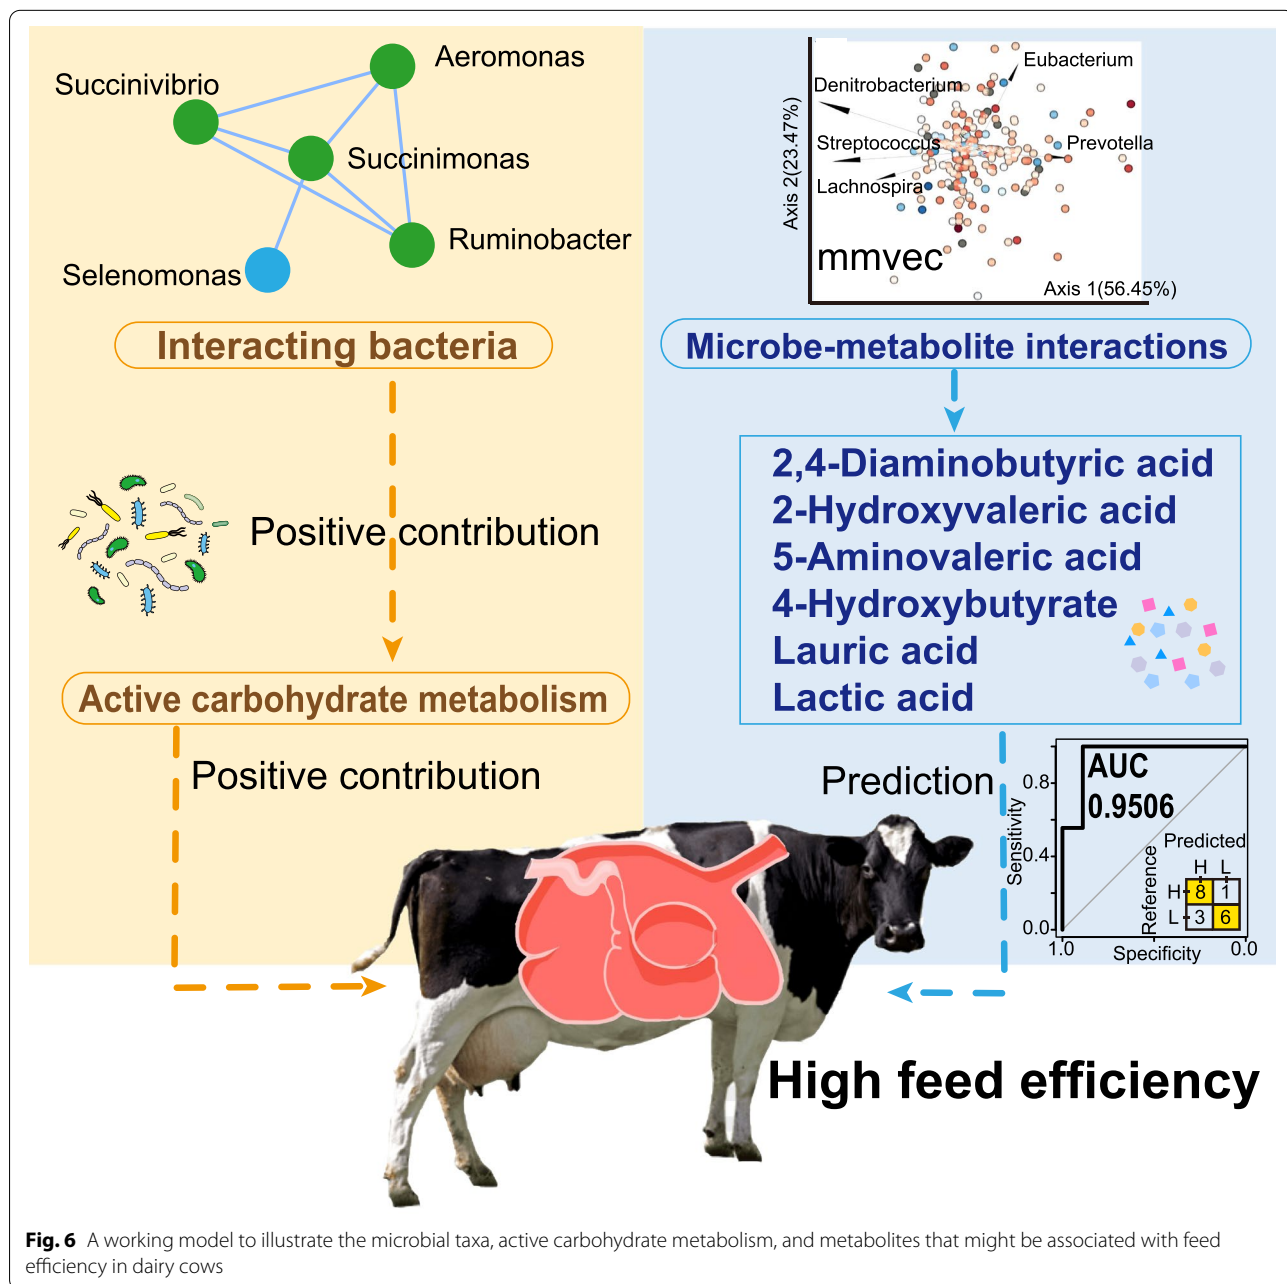 Aeromonas
Succinivibrio
Succinimonas
Ruminobacter
Selenomonas
Interacting bacteria
Positive contribution
Active carbohydrate metabolism
Positive contribution
Eubacterium
Denitrobacterium
Streptococcus
Prevotella
Lachnospira
Axis 2(23.47%)
mmvec
Axis 1(56.45%)
Microbe-metabolite interactions
2,4-Diaminobutyric acid
2-Hydroxyvaleric acid
5-Aminovaleric acid
4-Hydroxybutyrate
Lauric acid
Lactic acid
Prediction
AUC
0.9506
Sensitivity
0.8
0.4
0.0
Predicted
H L
Reference
H 8 1
L 3 6
1.0 0.0
Specificity
High feed efficiency
Fig. 6 A working model to illustrate the microbial taxa, active carbohydrate metabolism, and metabolites that might be associated with feed
efficiency in dairy cows